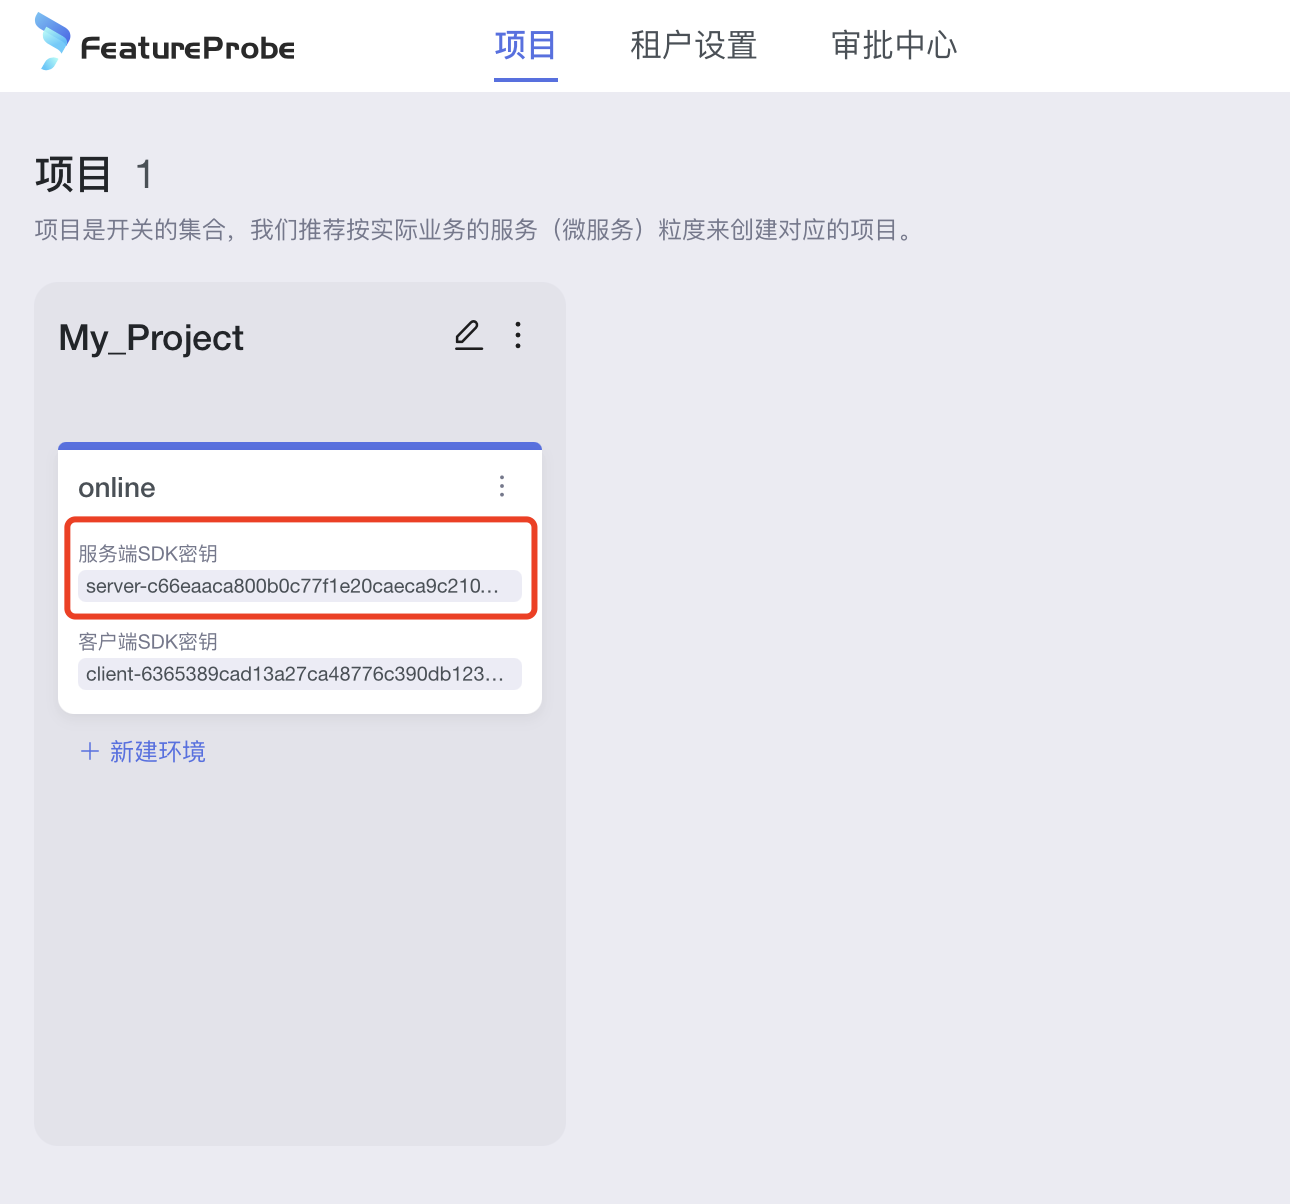 FeatureProbe 项目 租户设置 审批中心
项目 1
项目是开关的集合，我们推荐按实际业务的服务（微服务）粒度来创建对应的项目。
My_Project
online
服务端SDK密钥
server-c66eaaca800b0c77f1e20caeca9c210...
客户端SDK密钥
client-6365389cad13a27ca48776c390db123...
+ 新建环境